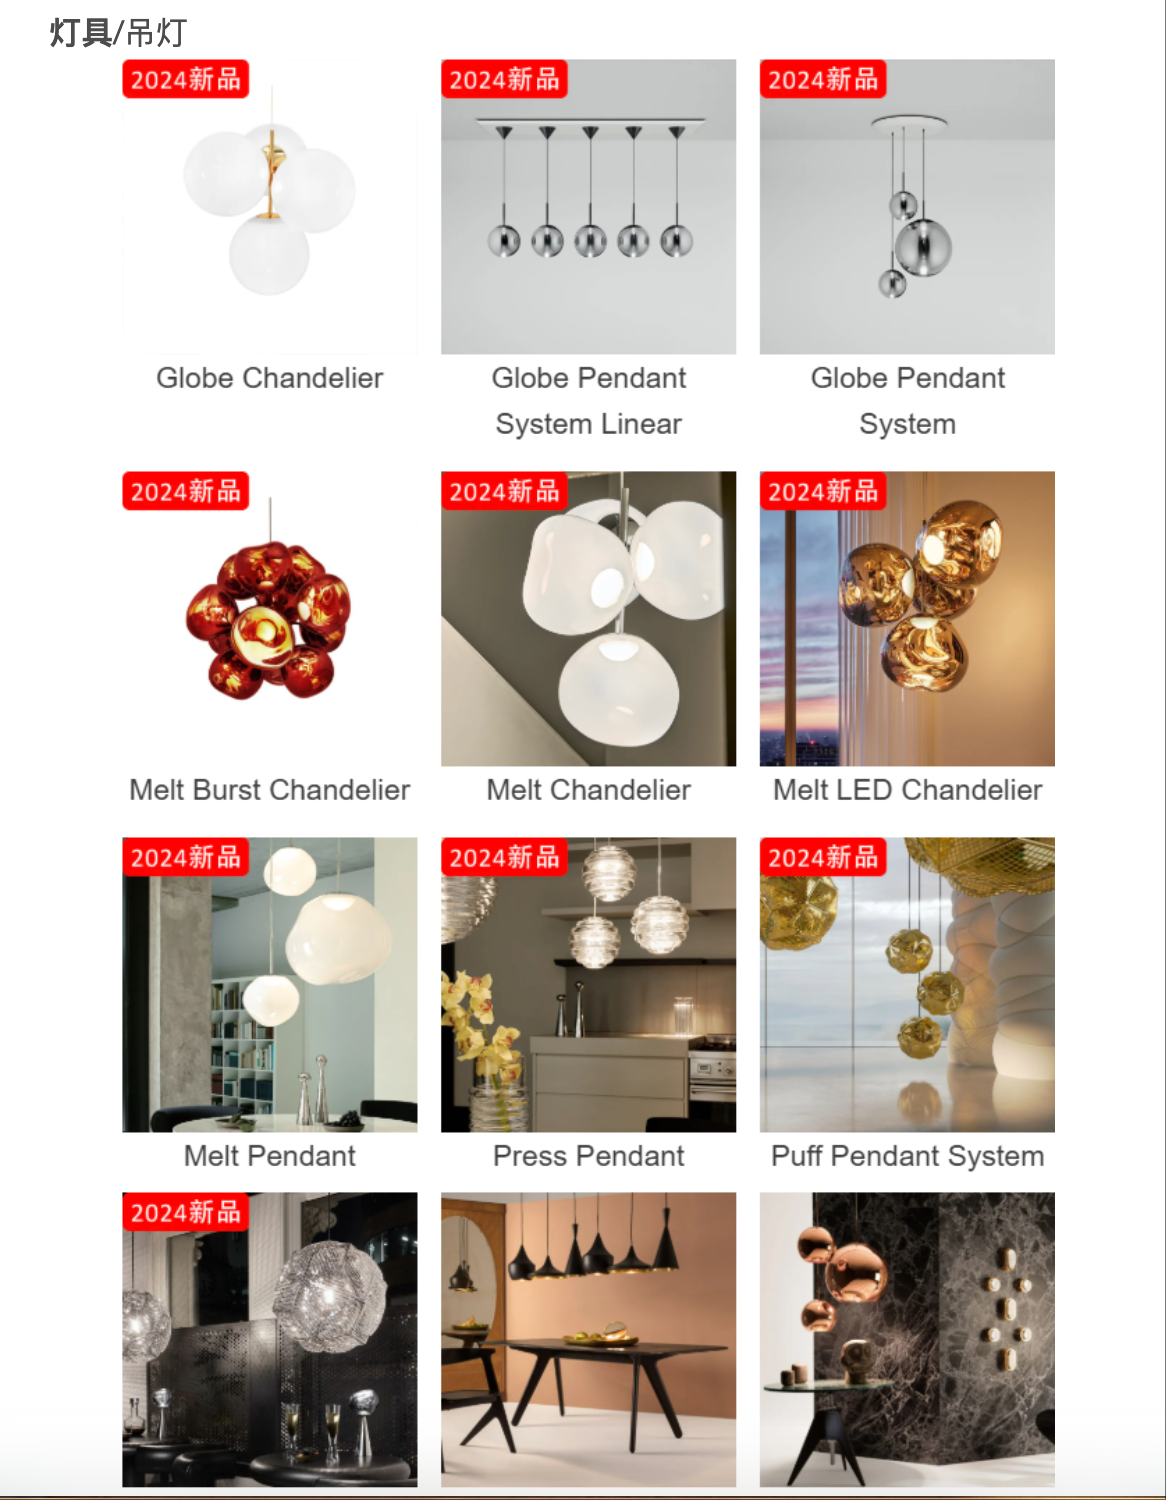 灯具/吊灯
2024新品
2024新品
2024新品
Globe Chandelier
Globe Pendant
System Linear
Globe Pendant
System
2024新品
2024新品
2024新品
Melt Burst Chandelier
Melt Chandelier
Melt LED Chandelier
2024新品
2024新品
2024新品
Melt Pendant
Press Pendant
Puff Pendant System
2024新品